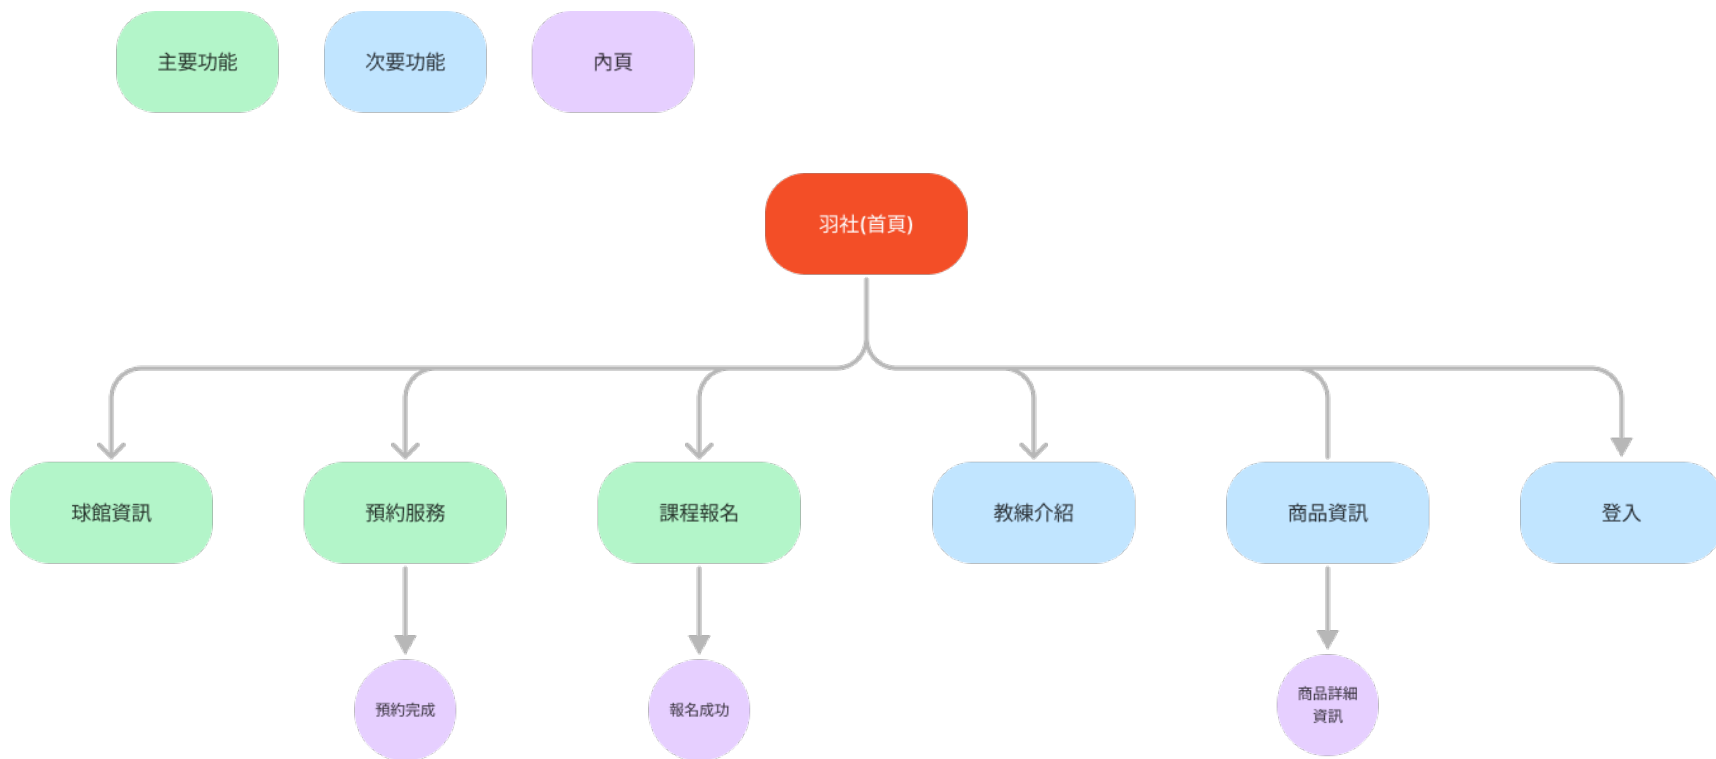 主要功能
次要功能
內頁
羽社(首頁)
球館資訊
預約服務
課程報名
教練介紹
商品資訊
登入
預約完成
報名成功
商品詳細
資訊